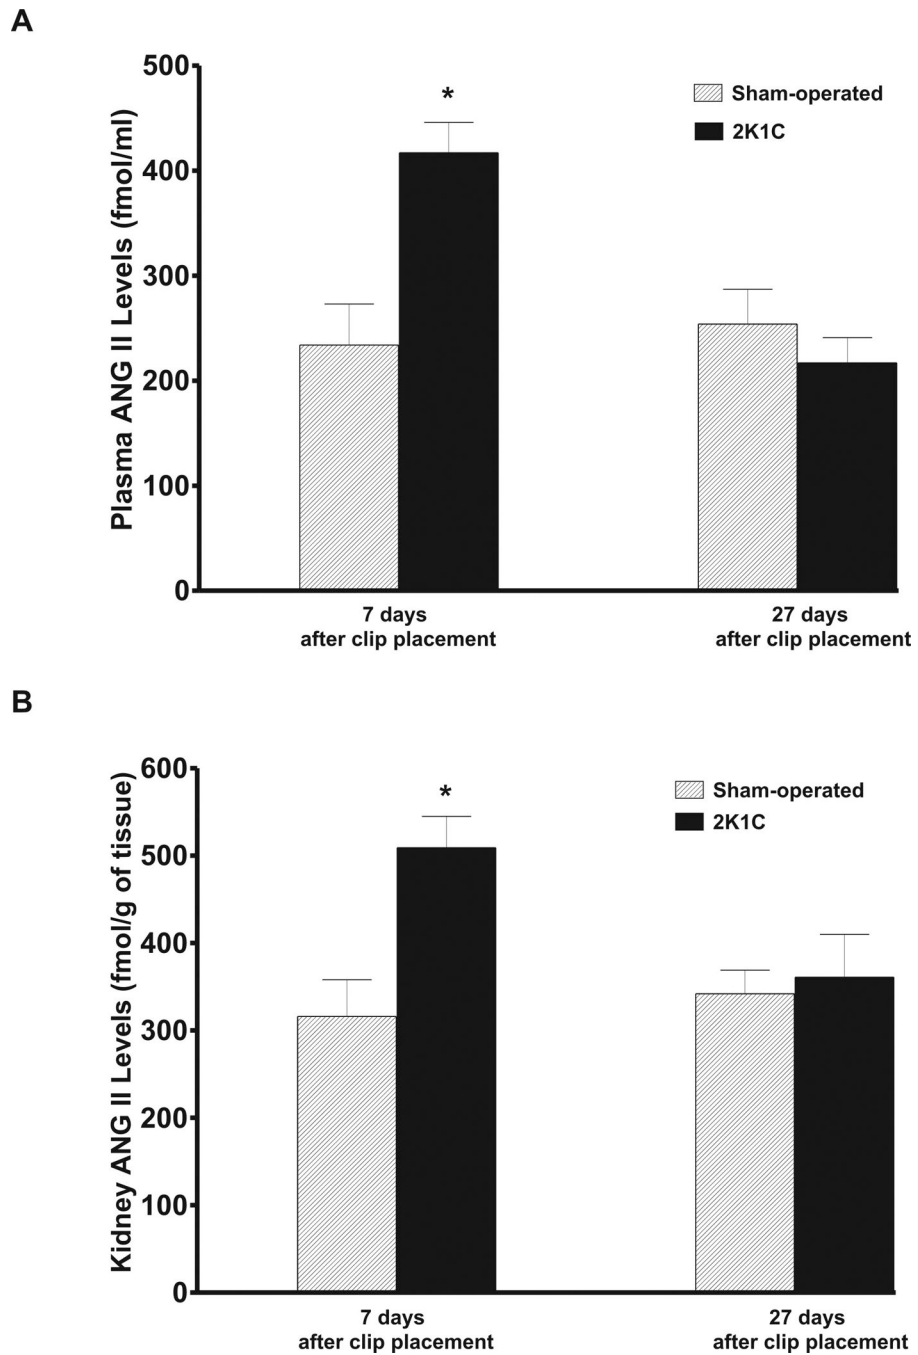 A
Plasma ANG II Levels (fmol/ml)
500
400
300
200
100
0
*
Sham-operated
2K1C
7 days
after clip placement
27 days
after clip placement
B
Kidney ANG II Levels (fmol/g of tissue)
600
500
400
300
200
100
0
*
Sham-operated
2K1C
7 days
after clip placement
27 days
after clip placement